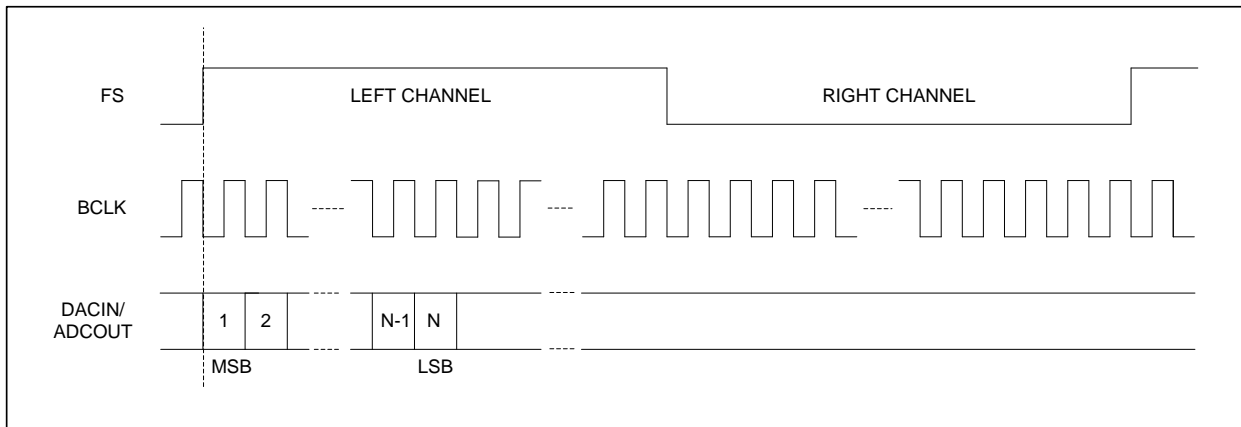 FS
LEFT CHANNEL
RIGHT CHANNEL
BCLK
DACIN/
ADCOUT
1
2
N-1
N
MSB
LSB